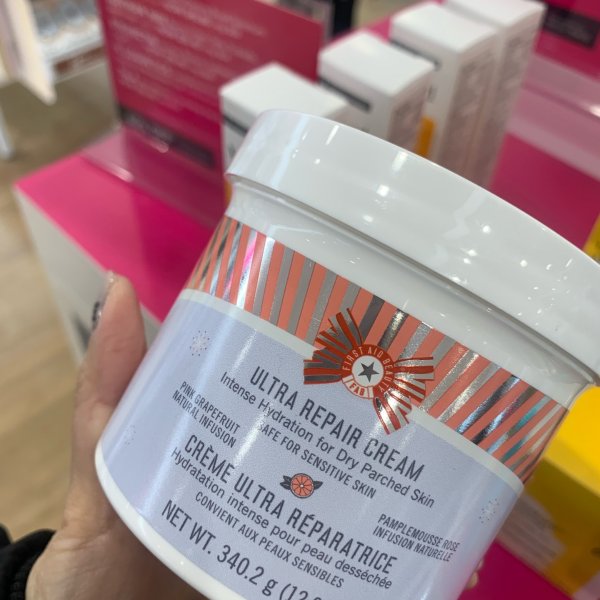 FIRST AID BEAUTY
FAB
ULTRA REPAIR CREAM
Intense Hydration for Dry Parched Skin
SAFE FOR SENSITIVE SKIN
PINK GRAPEFRUIT
NATURAL INFUSION
CRÈME ULTRA RÉPARATRICE
Hydratation intense pour peau desséchée
CONVIENT AUX PEAUX SENSIBLES
PAMPLEMOUSSE ROSE
INFUSION NATURELLE
NET WT. 340.2 g